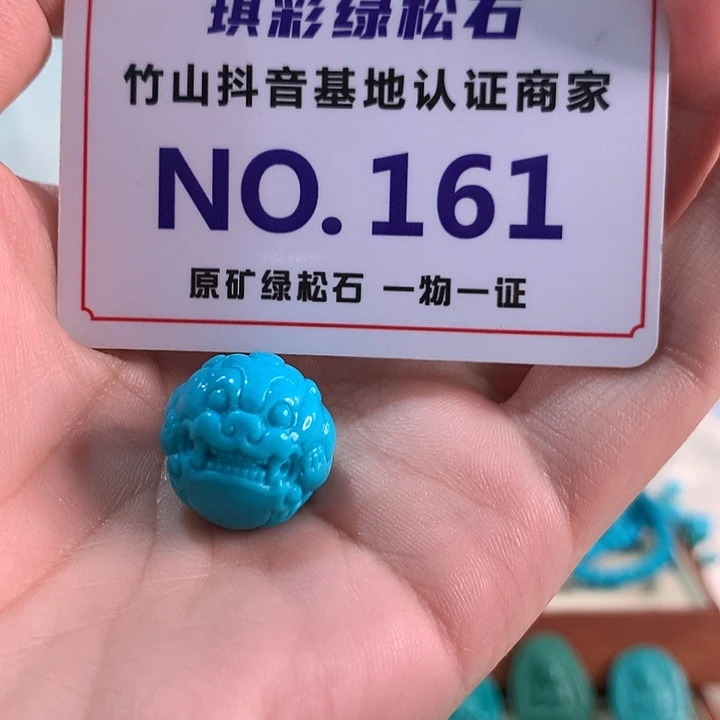 琪彩绿松石
竹山抖音基地认证商家
NO.161
原矿绿松石 一物一证